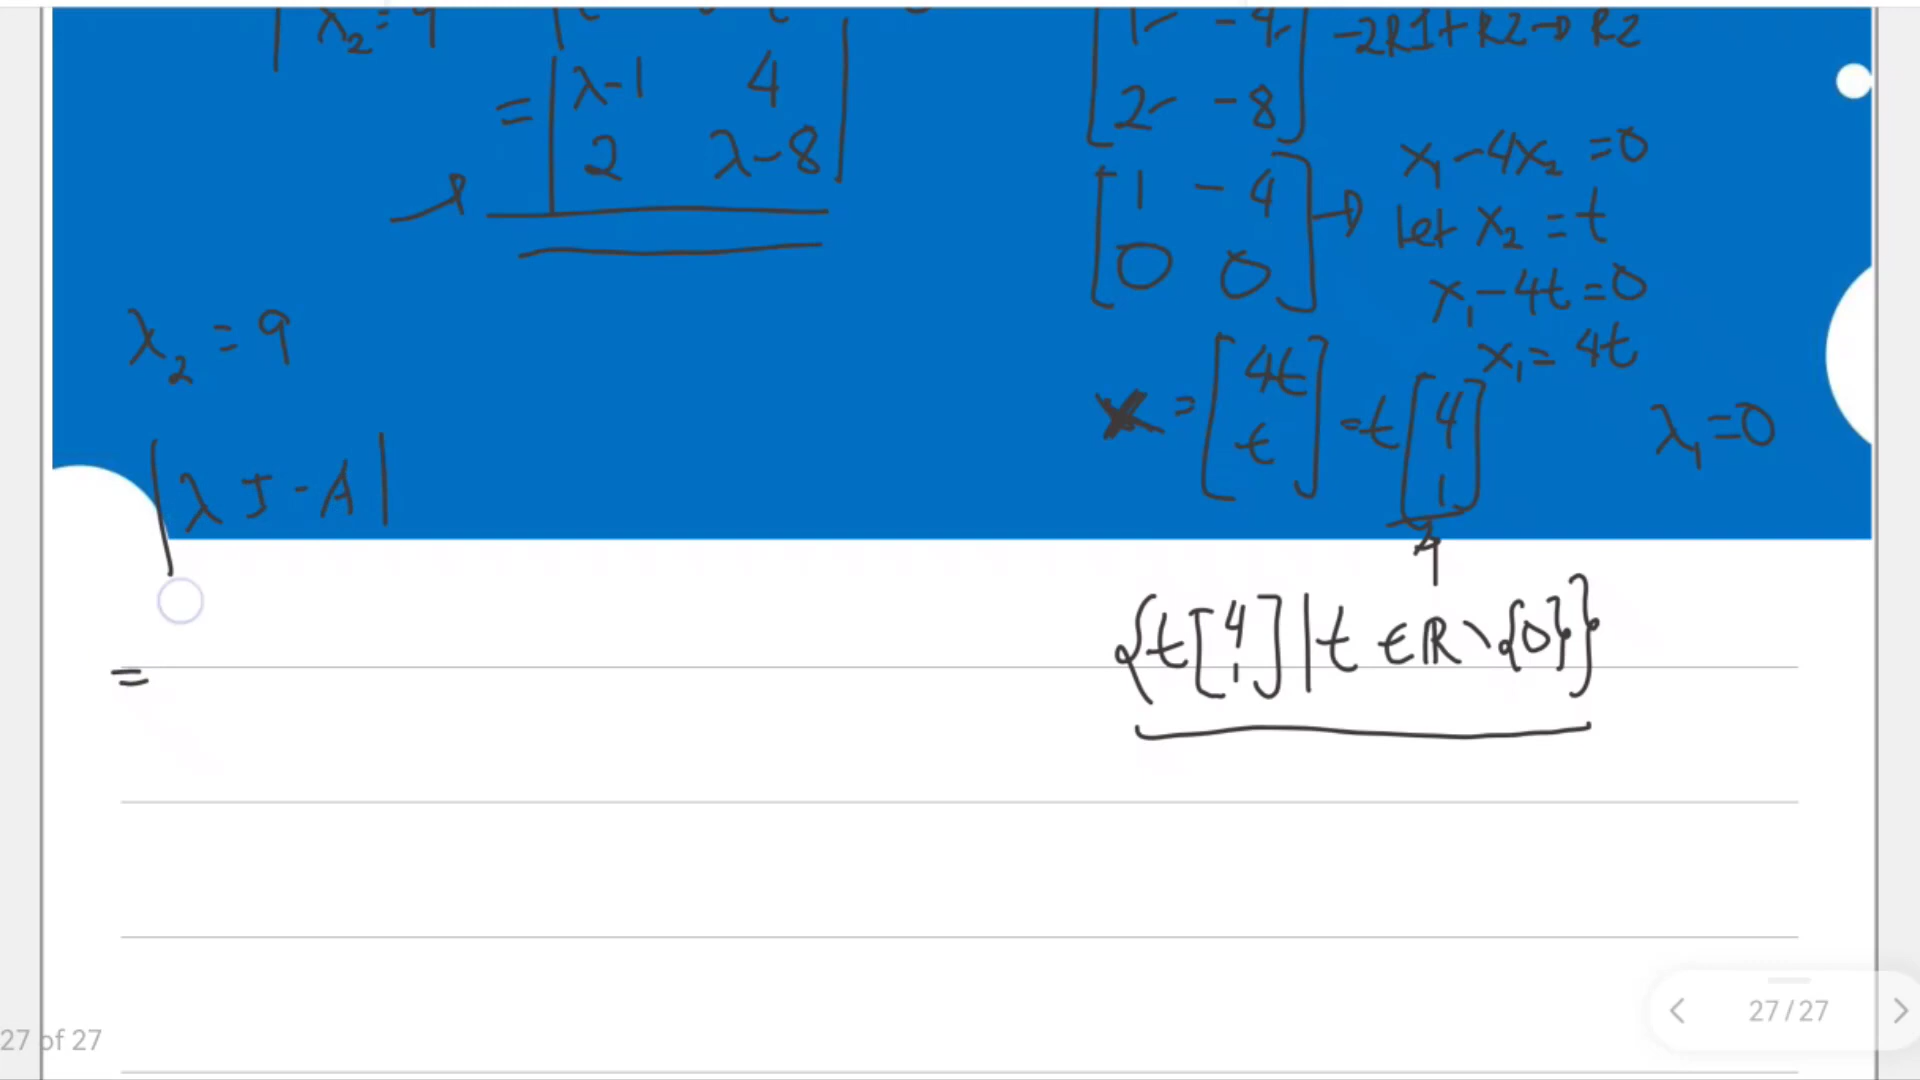 λ₂=9
= |λ-1 4|
|2 λ-8|
λ₂ = 9
|λI-A|
=
[1 -4] -2R1+R2→R2
[2 -8]
[1 -4] →
[0 0]
x₁-4x₂=0
Let x₂=t
x₁-4t=0
x₁=4t
x = [4t] = t[4]
[t] [1]
λ₁=0
{t[4 1] | t ∈ ℝ\{0}}
27/27
27 of 27